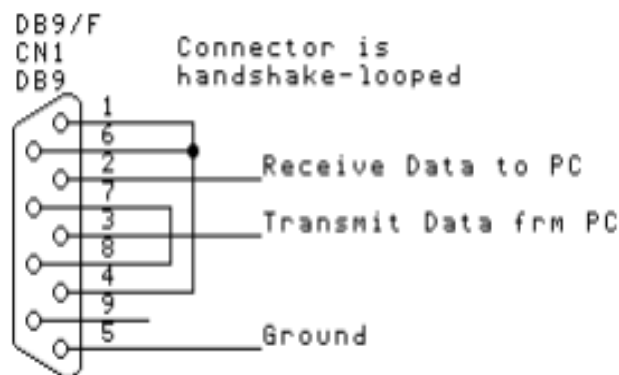 DB9/F
CN1
DB9
Connector is
handshake-looped
1
6
2
Receive Data to PC
7
3
Transmit Data frm PC
8
4
9
5
Ground